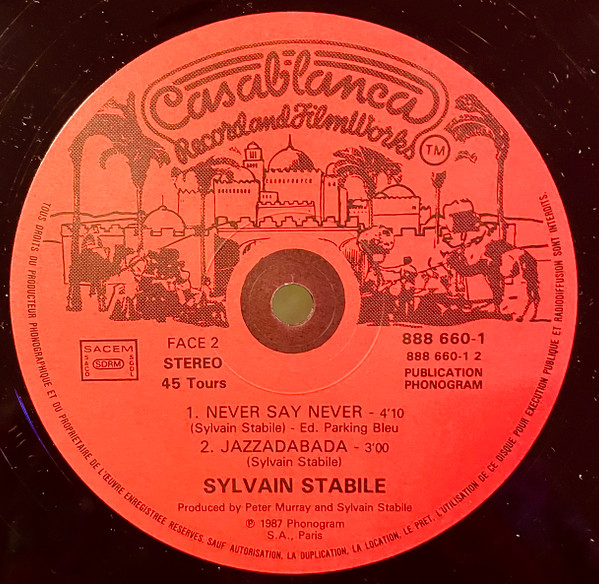 Casablanca
Record and FilmWorks
TM
FACE 2
STEREO
45 Tours
SACEM
SACD
SDRM
SGDL
888 660-1
888 660-1 2
PUBLICATION
PHONOGRAM
1. NEVER SAY NEVER - 4'10
(Sylvain Stabile) - Ed. Parking Bleu
2. JAZZADABADA - 3'00
(Sylvain Stabile)
SYLVAIN STABILE
Produced by Peter Murray and Sylvain Stabile
℗ 1987 Phonogram
S.A., Paris
TOUS DROITS DU PRODUCTEUR PHONOGRAPHIQUE ET DU PROPRIETAIRE DE L'ŒUVRE ENREGISTREE RESERVES. SAUF AUTORISATION, LA DUPLICATION, LA LOCATION, LE PRET, L'UTILISATION DE CE DISQUE POUR EXECUTION PUBLIQUE ET RADIODIFFUSION SONT INTERDITS.